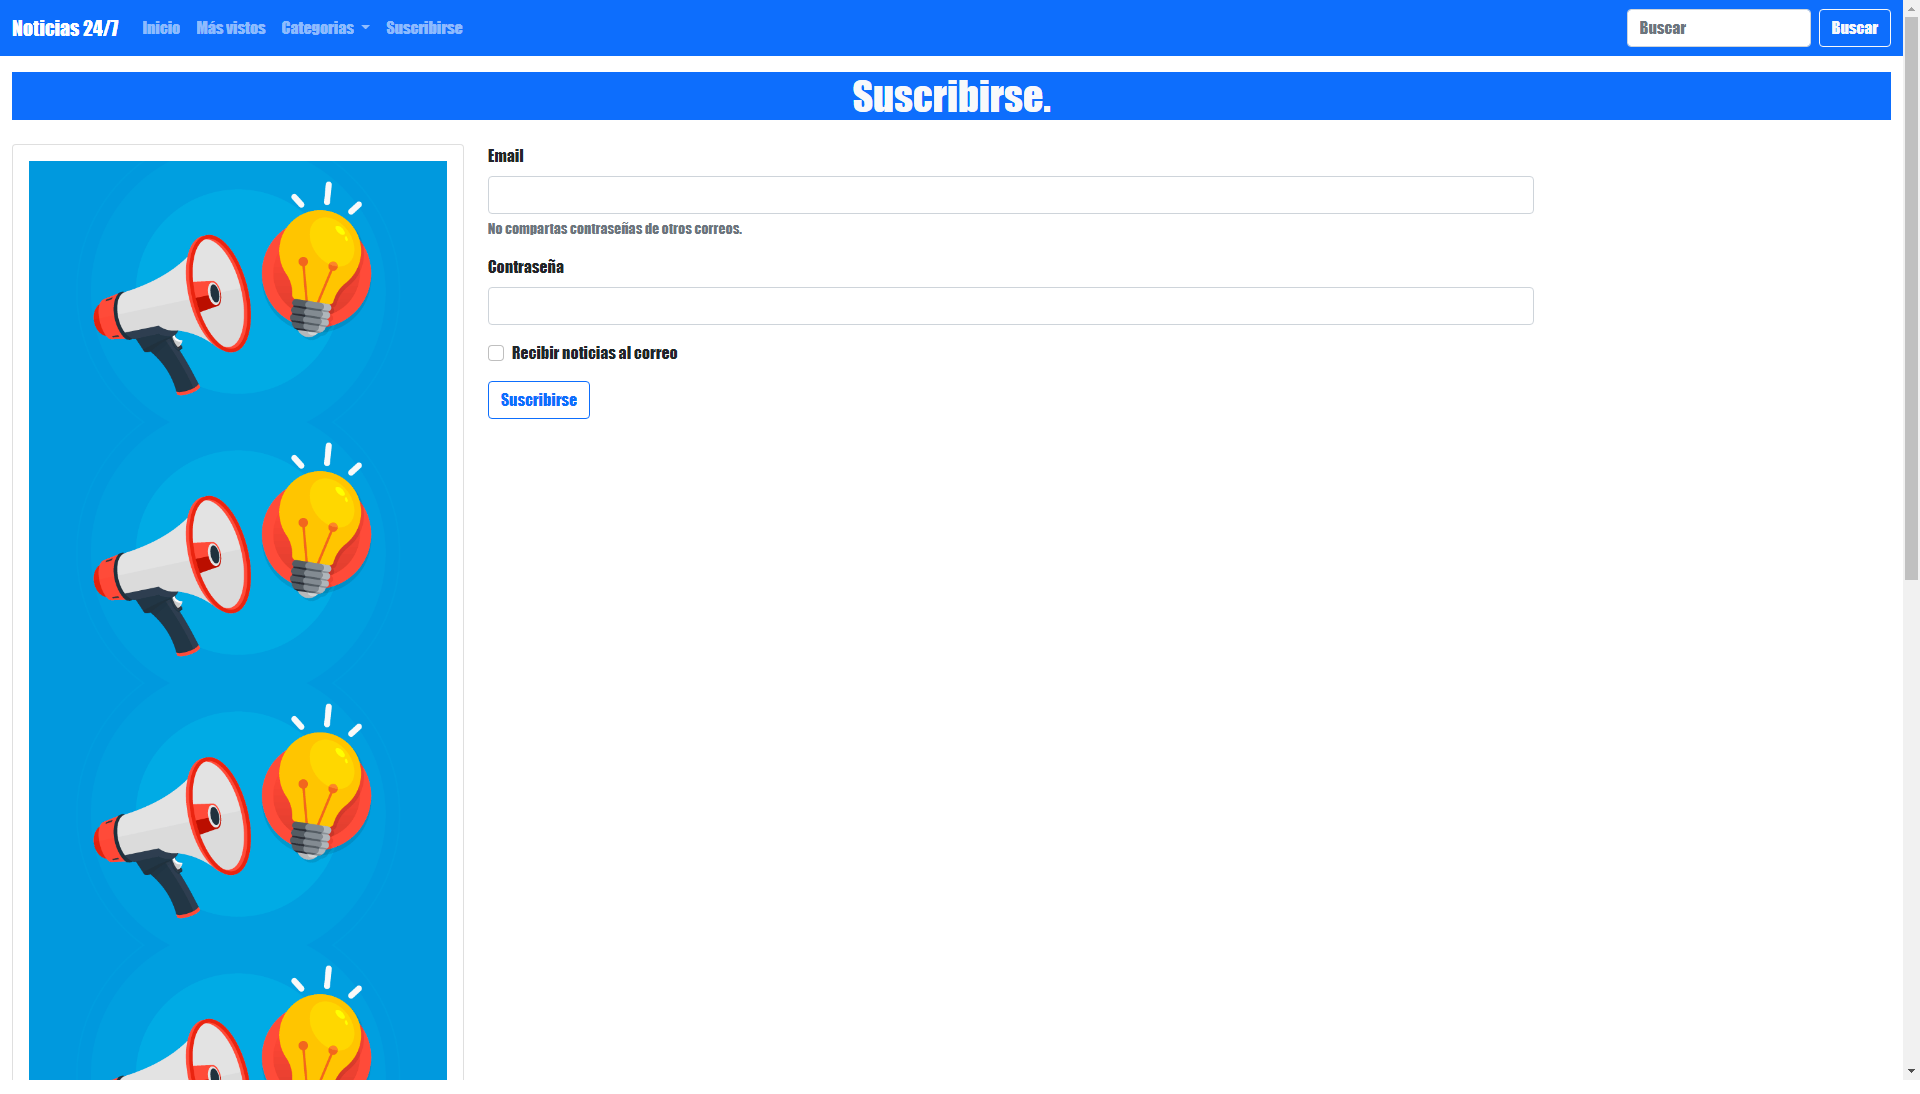 Noticias 24/7 Inicio Más vistos Categorias Suscribirse Buscar Buscar
Suscribirse.
Email
No compartas contraseñas de otros correos.
Contraseña
Recibir noticias al correo
Suscribirse